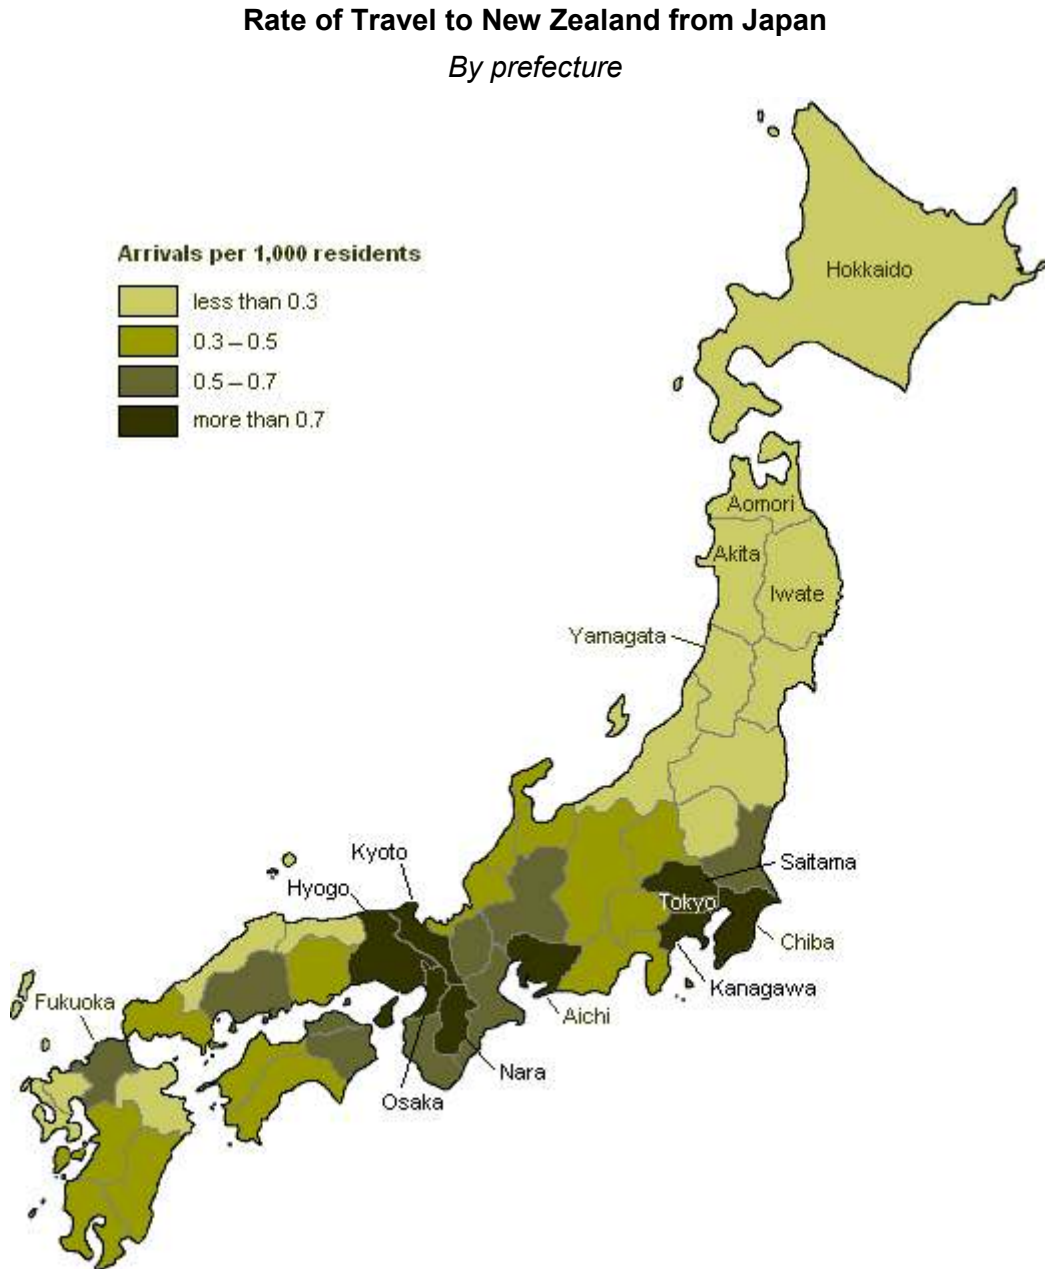 Rate of Travel to New Zealand from Japan
By prefecture
Arrivals per 1,000 residents
less than 0.3
0.3 – 0.5
0.5 – 0.7
more than 0.7
Hokkaido
Aomori
Akita
Iwate
Yamagata
Kyoto
Hyogo
Saitama
Tokyo
Chiba
Kanagawa
Fukuoka
Aichi
Nara
Osaka